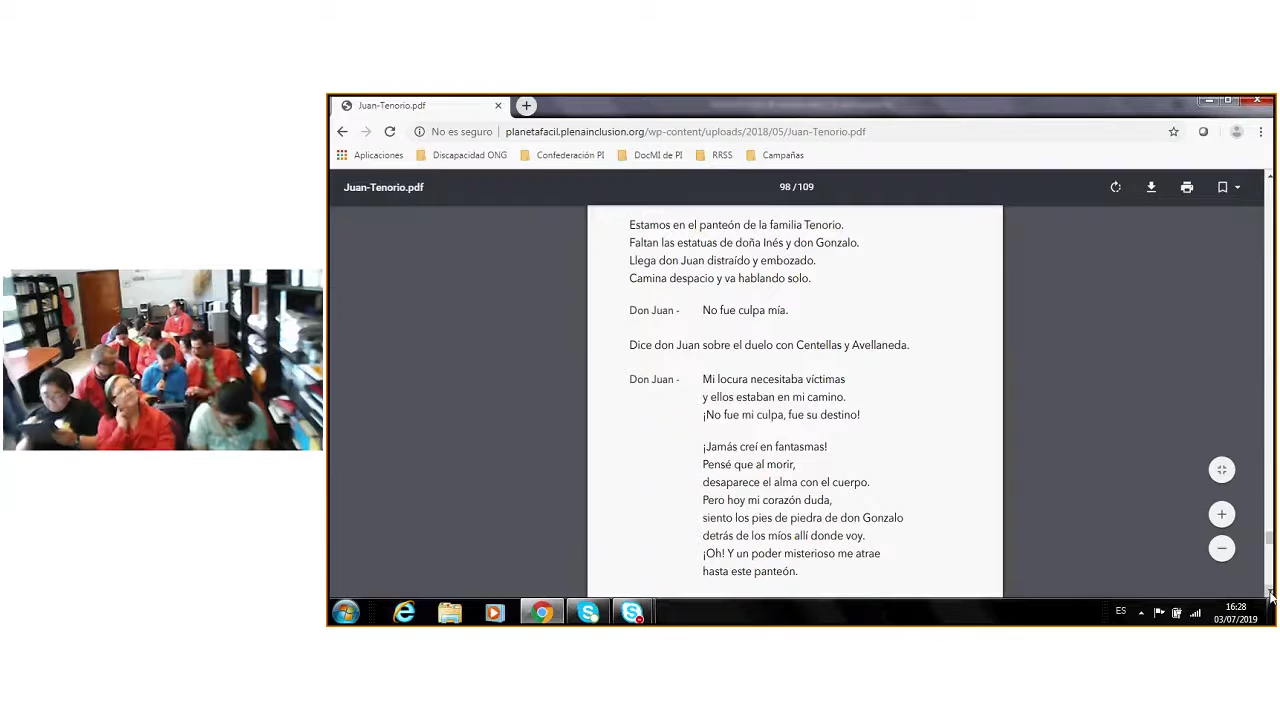 Juan-Tenorio.pdf
No es seguro
planetafacil.plenainclusion.org/wp-content/uploads/2018/05/Juan-Tenorio.pdf
Aplicaciones
Discapacidad ONG
Confederación PI
DocMI de PI
RRSS
Campañas
Juan-Tenorio.pdf
98 / 109
Estamos en el panteón de la familia Tenorio.
Faltan las estatuas de doña Inés y don Gonzalo.
Llega don Juan distraído y embozado.
Camina despacio y va hablando solo.
Don Juan - No fue culpa mía.
Dice don Juan sobre el duelo con Centellas y Avellaneda.
Don Juan - Mi locura necesitaba víctimas
y ellos estaban en mi camino.
¡No fue mi culpa, fue su destino!
¡Jamás creí en fantasmas!
Pensé que al morir,
desaparece el alma con el cuerpo.
Pero hoy mi corazón duda,
siento los pies de piedra de don Gonzalo
detrás de los míos allí donde voy.
¡Oh! Y un poder misterioso me atrae
hasta este panteón.
ES
16:28
03/07/2019